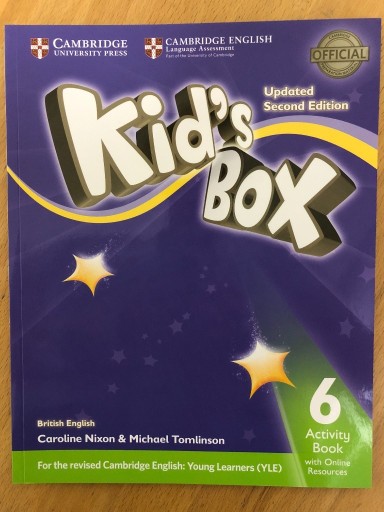 CAMBRIDGE
UNIVERSITY PRESS
CAMBRIDGE ENGLISH
Language Assessment
Part of the University of Cambridge
OFFICIAL
Updated
Second Edition
Kid's
BOX
British English
Caroline Nixon & Michael Tomlinson
6
Activity
Book
with Online
Resources
For the revised Cambridge English: Young Learners (YLE)